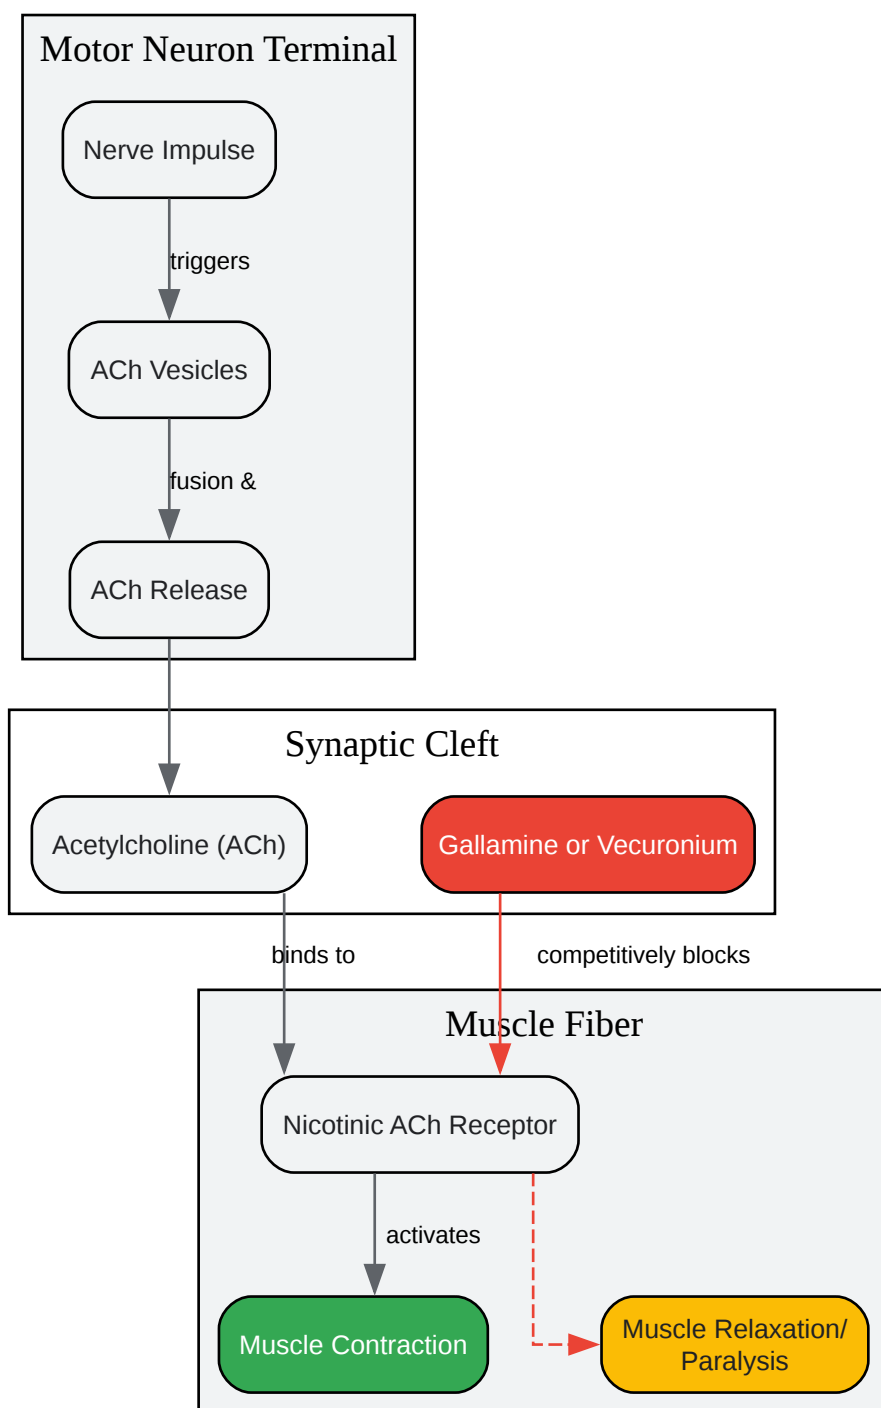 Motor Neuron Terminal
Nerve Impulse
triggers
ACh Vesicles
fusion &
ACh Release
Synaptic Cleft
Acetylcholine (ACh)
Gallamine or Vecuronium
binds to
competitively blocks
Muscle Fiber
Nicotinic ACh Receptor
activates
Muscle Contraction
Muscle Relaxation/
Paralysis